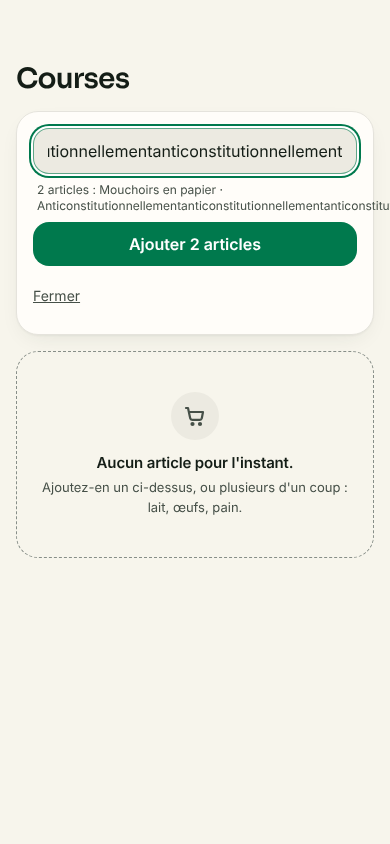 Courses
ıtionnellementanticonstitutionnellement
2 articles : Mouchoirs en papier ·
Anticonstitutionnellementanticonstitutionnellementanticonstitu
Ajouter 2 articles
Fermer
Aucun article pour l'instant.
Ajoutez-en un ci-dessus, ou plusieurs d'un coup :
lait, œufs, pain.